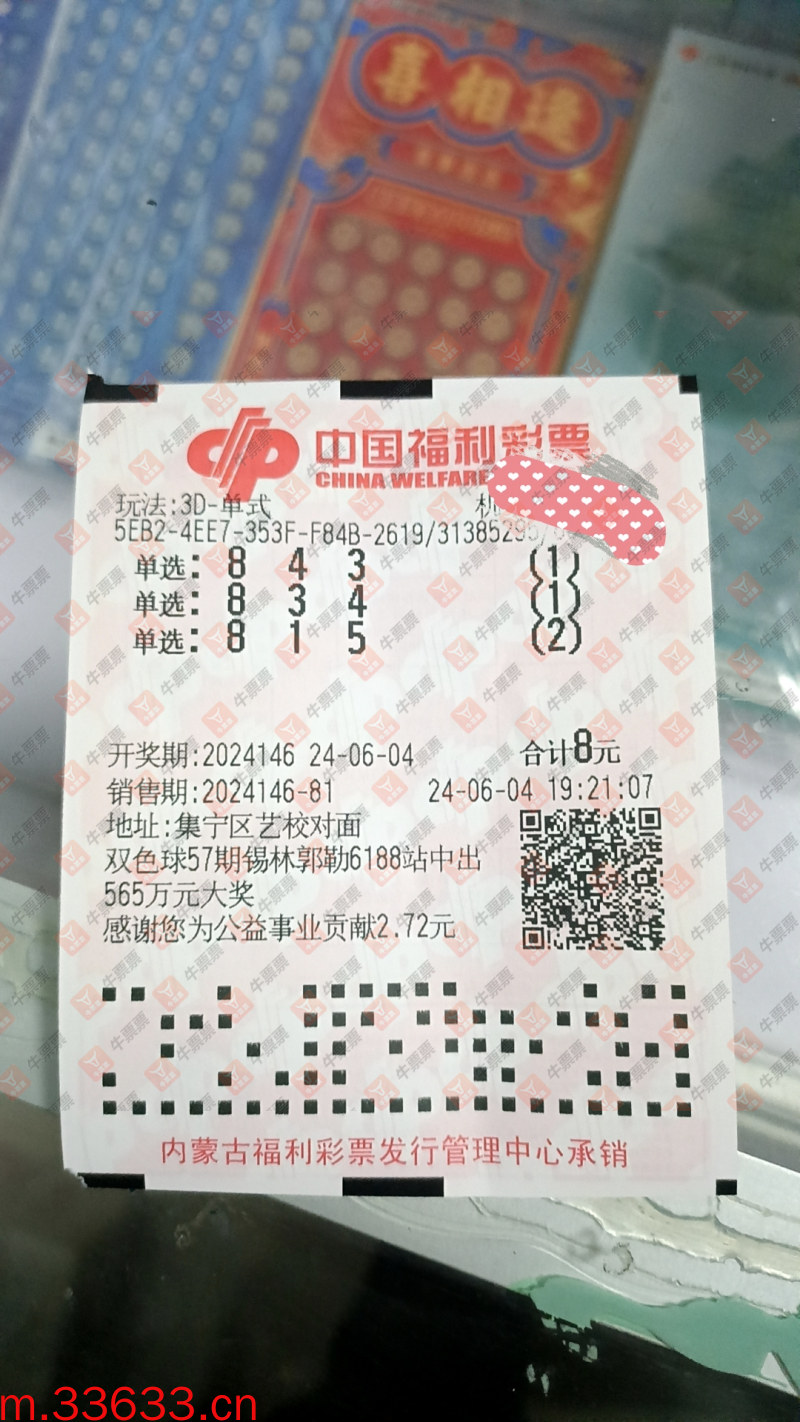 喜相逢
中国福利彩票
CHINA WELFARE
玩法:3D-单式
5EB2-4EE7-353F-F84B-2619/3138529
单选: 8 4 3 (1)
单选: 8 3 4 (1)
单选: 8 1 5 (2)
开奖期:2024146 24-06-04 合计8元
销售期:2024146-81 24-06-04 19:21:07
地址:集宁区艺校对面
双色球57期锡林郭勒6188站中出
565万元大奖
感谢您为公益事业贡献2.72元
内蒙古福利彩票发行管理中心承销
牛票票
m.33633.cn